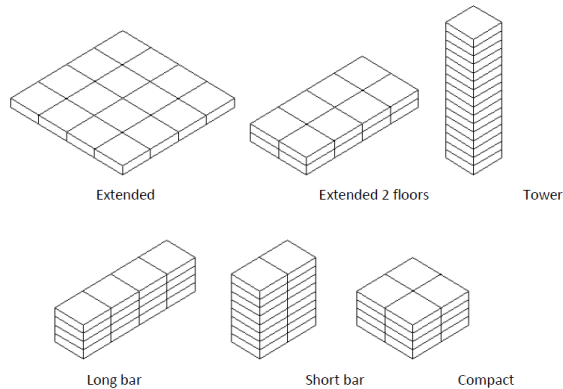 Extended
Extended 2 floors
Tower
Long bar
Short bar
Compact